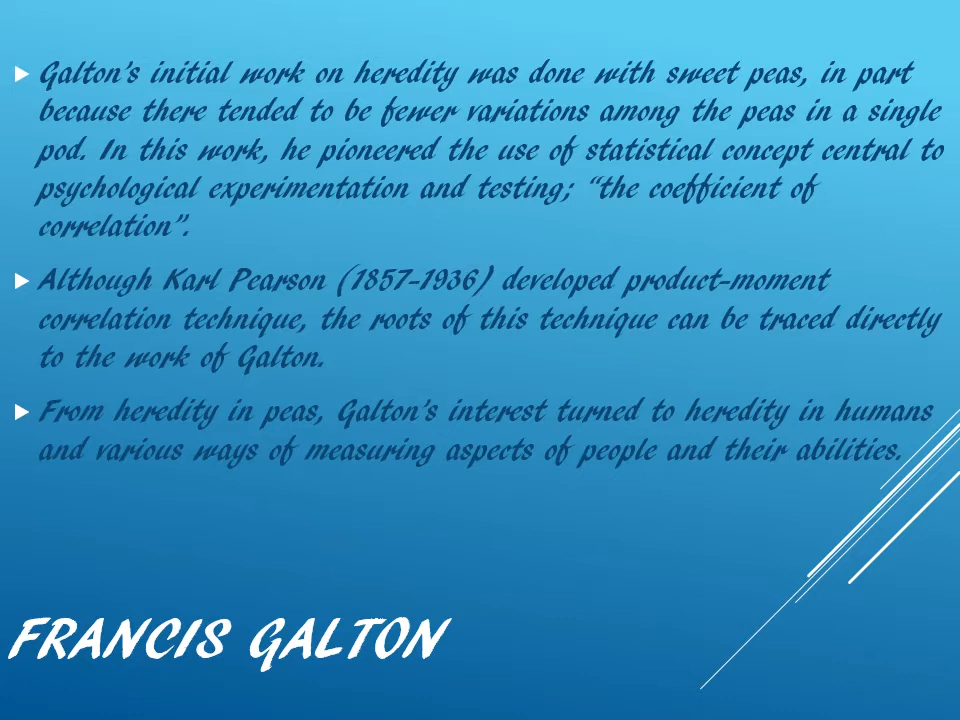 Galton's initial work on heredity was done with sweet peas, in part
because there tended to be fewer variations among the peas in a single
pod. In this work, he pioneered the use of statistical concept central to
psychological experimentation and testing; “the coefficient of
correlation”.
Although Karl Pearson (1857-1936) developed product-moment
correlation technique, the roots of this technique can be traced directly
to the work of Galton.
From heredity in peas, Galton's interest turned to heredity in humans
and various ways of measuring aspects of people and their abilities.
FRANCIS GALTON